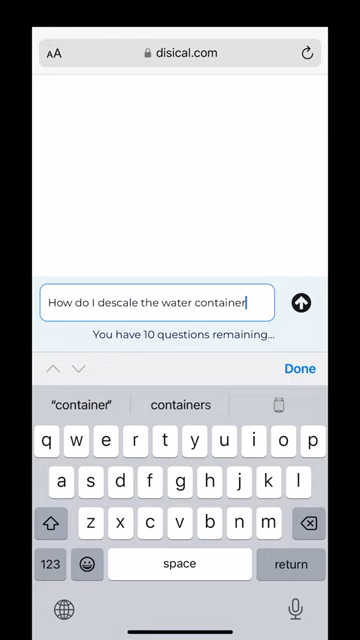 AA disical.com
How do I descale the water container
You have 10 questions remaining...
Done
“container” containers
q w e r t y u i o p
a s d f g h j k l
z x c v b n m
123 space return